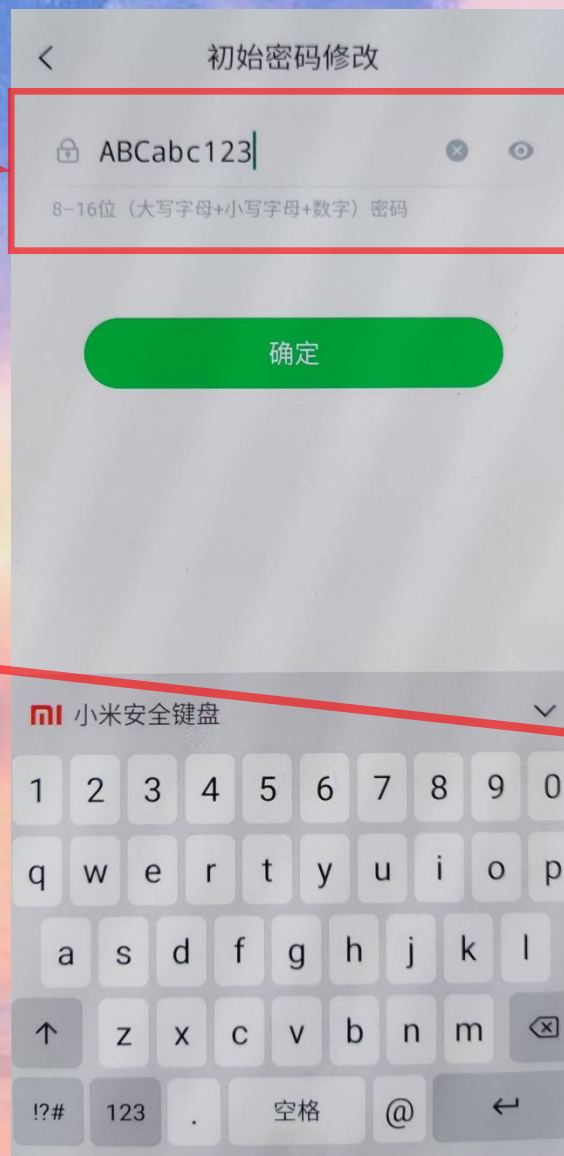 初始密码修改
ABCabc123
8-16位（大写字母+小写字母+数字）密码
确定
小米安全键盘
1 2 3 4 5 6 7 8 9 0
q w e r t y u i o p
a s d f g h j k l
z x c v b n m
!?# 123 . 空格 @